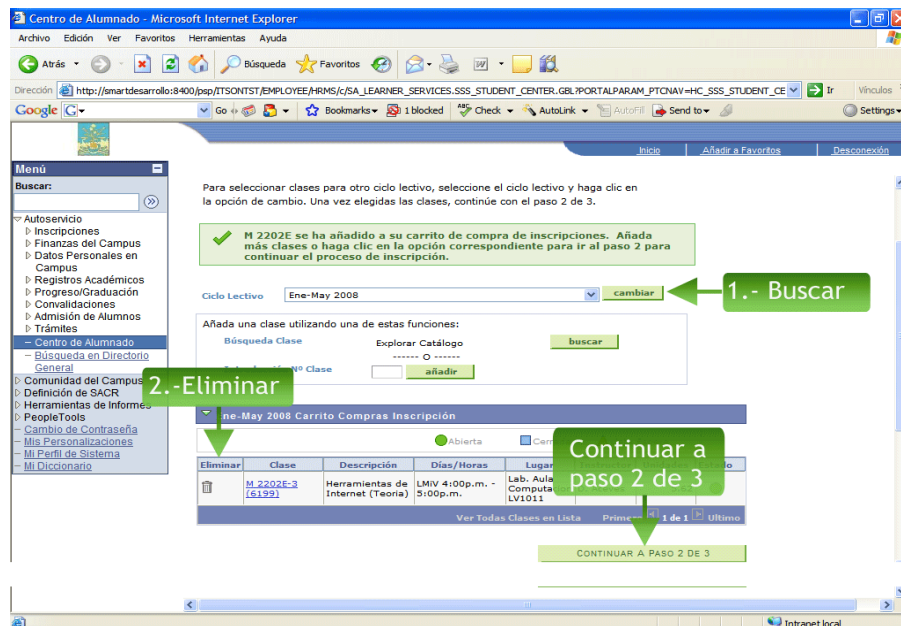 Centro de Alumnado - Microsoft Internet Explorer
Archivo Edición Ver Favoritos Herramientas Ayuda
Atrás Búsqueda Favoritos
Dirección http://smartdesarrollo:8400/psp/ITSONTST/EMPLOYEE/HRMS/c/SA_LEARNER_SERVICES.SSS_STUDENT_CENTER.GBL?PORTALPARAM_PTCNAV=HC_SSS_STUDENT_CE Ir Vínculos
Google G Go Bookmarks 1 blocked Check AutoLink AutoFill Send to Settings
Inicio Añadir a Favoritos Desconexión
Menú
Buscar:
Autoservicio
Inscripciones
Finanzas del Campus
Datos Personales en
Campus
Registros Académicos
Progreso/Graduación
Convalidaciones
Admisión de Alumnos
Trámites
– Centro de Alumnado
– Búsqueda en Directorio
General
Comunidad del Campus
Definición de SACR
Herramientas de Informes
PeopleTools
– Cambio de Contraseña
– Mis Personalizaciones
– Mi Perfil de Sistema
– Mi Diccionario
Para seleccionar clases para otro ciclo lectivo, seleccione el ciclo lectivo y haga clic en
la opción de cambio. Una vez elegidas las clases, continúe con el paso 2 de 3.
M 2202E se ha añadido a su carrito de compra de inscripciones. Añada
más clases o haga clic en la opción correspondiente para ir al paso 2 para
continuar el proceso de inscripción.
Ciclo Lectivo Ene-May 2008 cambiar
1.- Buscar
Añada una clase utilizando una de estas funciones:
Búsqueda Clase Explorar Catálogo buscar
------ O ------
Nº Clase añadir
2.-Eliminar
Ene-May 2008 Carrito Compras Inscripción
Abierta
Continuar a
paso 2 de 3
Eliminar Clase Descripción Días/Horas Lugar
M 2202E-3
(6199)
Herramientas de
Internet (Teoria)
LMiV 4:00p.m. -
5:00p.m.
Lab. Aula
LV1011
Ver Todas Clases en Lista 1 de 1 Ultimo
CONTINUAR A PASO 2 DE 3
Intranet local